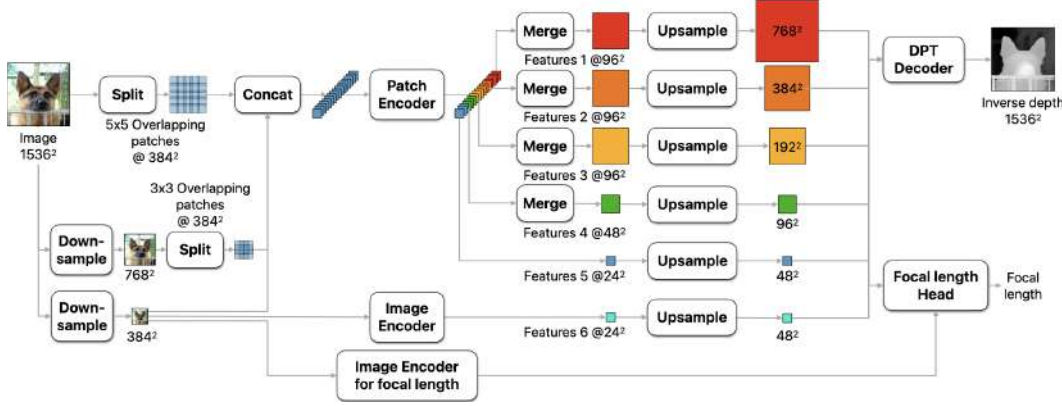 Image
1536²
Split
5x5 Overlapping
patches
@ 384²
Concat
Patch
Encoder
Merge
Features 1 @96²
Upsample
768²
Merge
Features 2 @96²
Upsample
384²
Merge
Features 3 @96²
Upsample
192²
Merge
Features 4 @48²
Upsample
96²
Features 5 @24²
Upsample
48²
Features 6 @24²
Upsample
48²
DPT
Decoder
Inverse depth
1536²
3x3 Overlapping
patches
@ 384²
Down-
sample
768²
Split
Down-
sample
384²
Image
Encoder
Image Encoder
for focal length
Focal length
Head
Focal
length